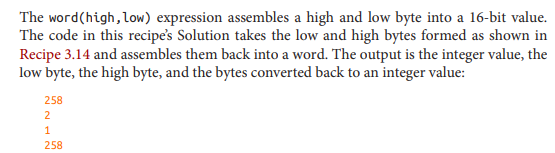 The word(high,low) expression assembles a high and low byte into a 16-bit value.
The code in this recipe’s Solution takes the low and high bytes formed as shown in
Recipe 3.14 and assembles them back into a word. The output is the integer value, the
low byte, the high byte, and the bytes converted back to an integer value:
258
2
1
258